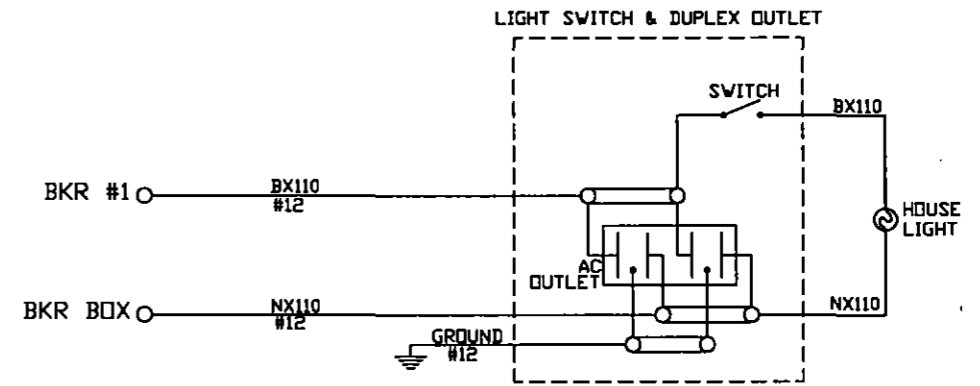 LIGHT SWITCH & DUPLEX OUTLET
SWITCH
BX110
BKR #1
BX110
#12
HOUSE
LIGHT
AC
OUTLET
BKR BOX
NX110
#12
NX110
GROUND
#12